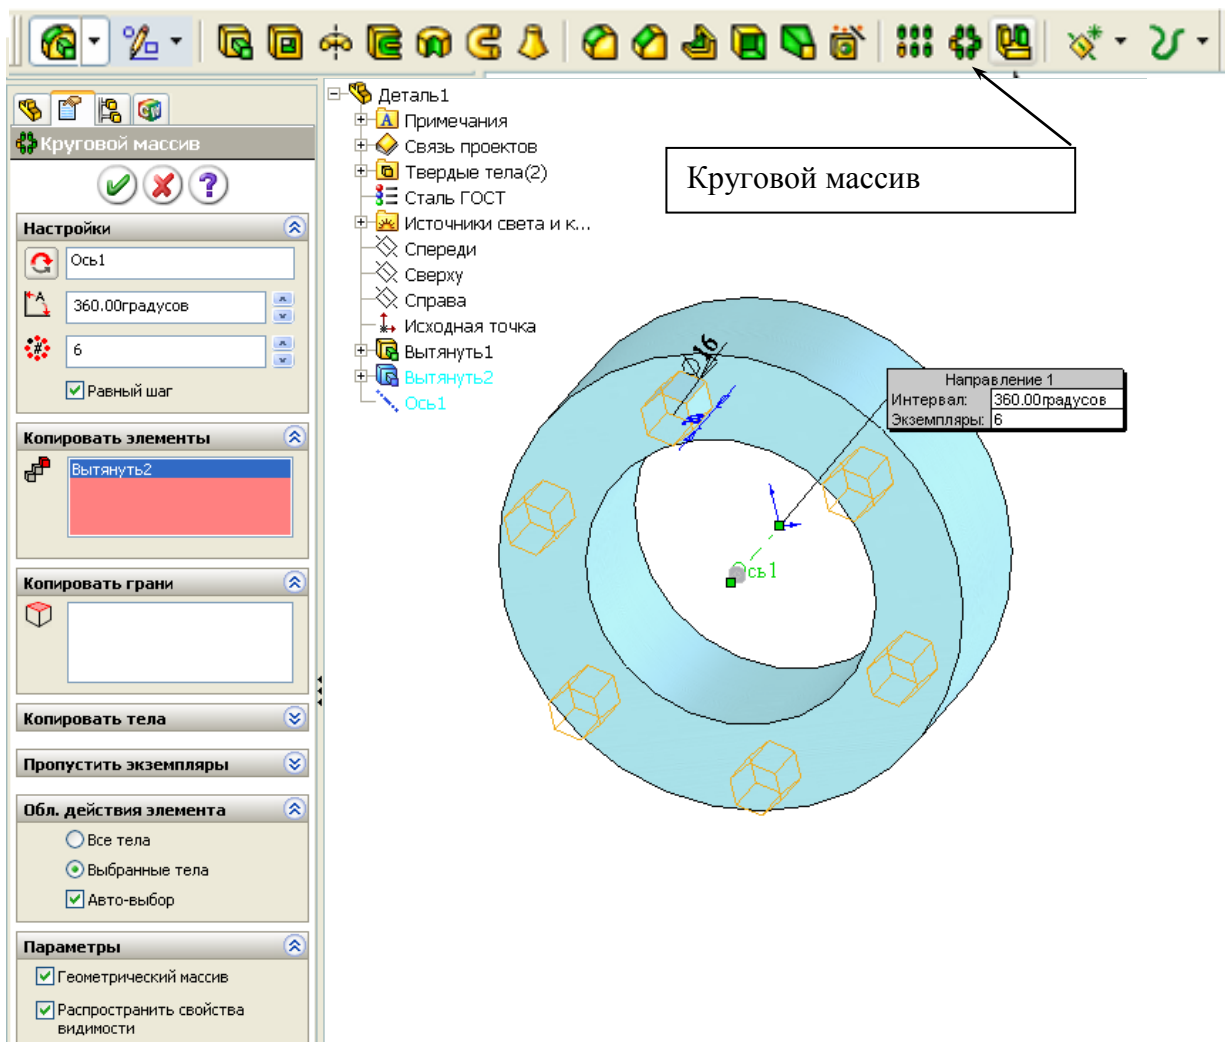 Деталь1
Примечания
Связь проектов
Твердые тела(2)
Сталь ГОСТ
Источники света и к...
Спереди
Сверху
Справа
Исходная точка
Вытянуть1
Вытянуть2
Ось1
Круговой массив
Круговой массив
Настройки
Ось1
360.00градусов
6
Равный шаг
Копировать элементы
Вытянуть2
Копировать грани
Копировать тела
Пропустить экземпляры
Обл. действия элемента
Все тела
Выбранные тела
Авто-выбор
Параметры
Геометрический массив
Распространить свойства
видимости
Ø16
Направление 1
Интервал: 360.00градусов
Экземпляры: 6
Ось1